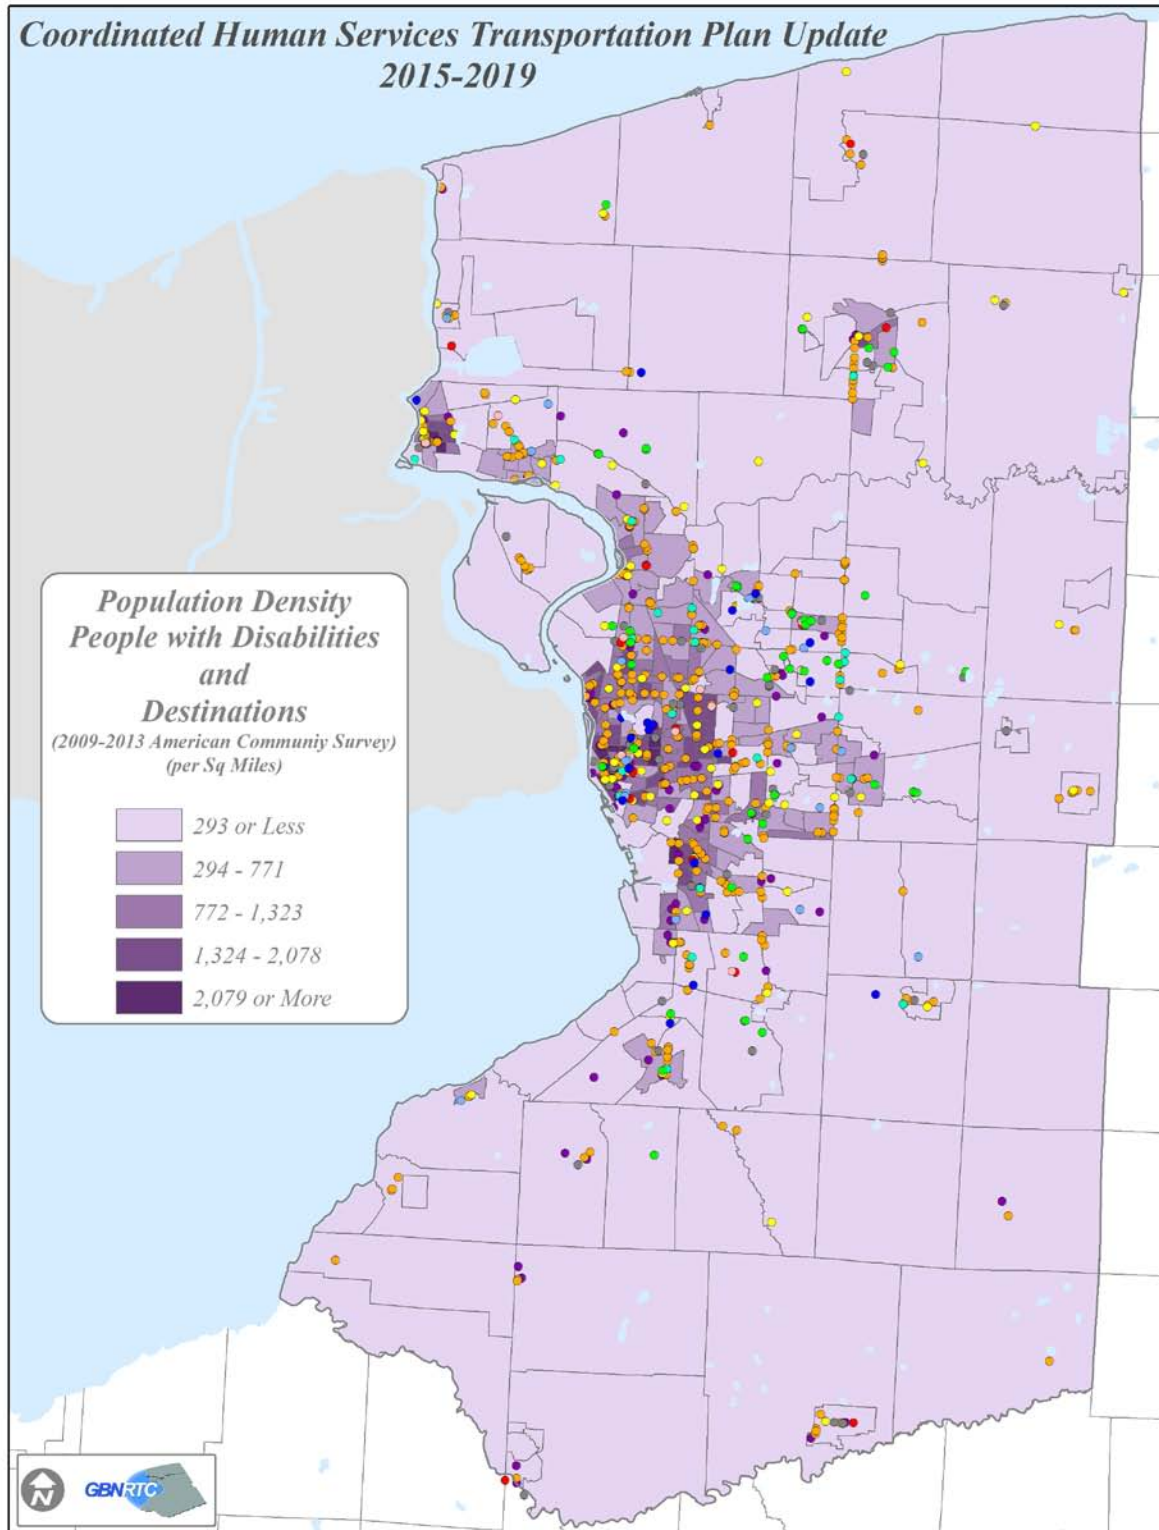 Coordinated Human Services Transportation Plan Update
2015-2019
Population Density
People with Disabilities
and
Destinations
(2009-2013 American Communiy Survey)
(per Sq Miles)
293 or Less
294 - 771
772 - 1,323
1,324 - 2,078
2,079 or More
N
GBNRTC